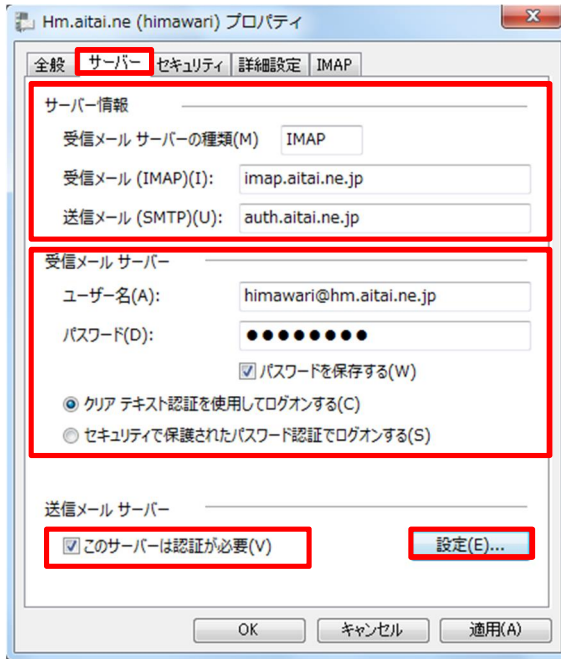 Hm.aitai.ne (himawari) プロパティ
全般 サーバー セキュリティ 詳細設定 IMAP
サーバー情報
受信メール サーバーの種類(M) IMAP
受信メール (IMAP)(I): imap.aitai.ne.jp
送信メール (SMTP)(U): auth.aitai.ne.jp
受信メール サーバー
ユーザー名(A): himawari@hm.aitai.ne.jp
パスワード(D): ●●●●●●●●
パスワードを保存する(W)
クリア テキスト認証を使用してログオンする(C)
セキュリティで保護されたパスワード認証でログオンする(S)
送信メール サーバー
このサーバーは認証が必要(V) 設定(E)...
OK キャンセル 適用(A)